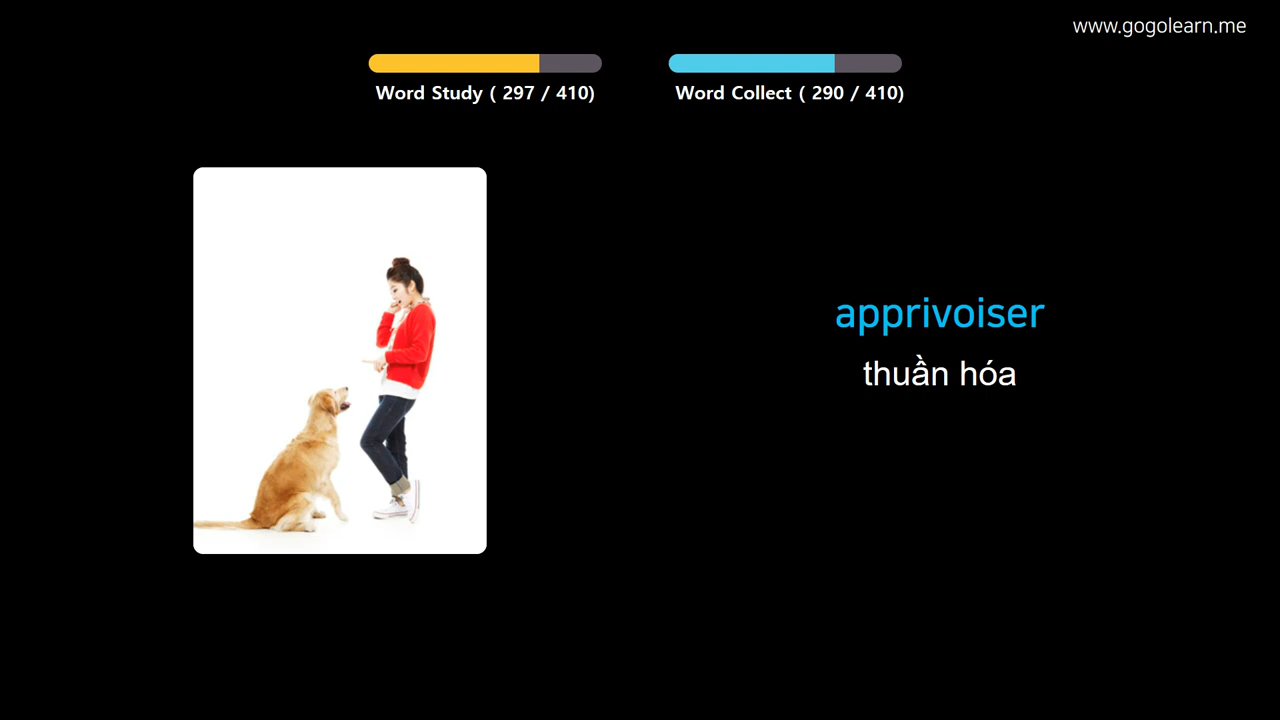 www.gogolearn.me
Word Study ( 297 / 410)
Word Collect ( 290 / 410)
apprivoiser
thuần hóa